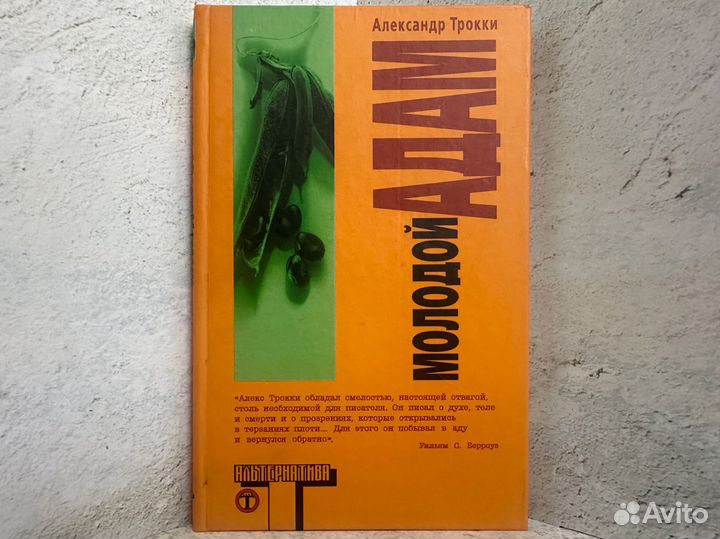 Александр Трокки
МОЛОДОЙ АДАМ
«Алекс Трокки обладал смелостью, настоящей отвагой,
столь необходимой для писателя. Он писал о духе, теле
и смерти и о прозрениях, которые открывались
в терзаниях плоти... Для этого он побывал в аду
и вернулся обратно».
Уильям С. Берроуз
АЛЬТЕРНАТИВА
Т
Avito